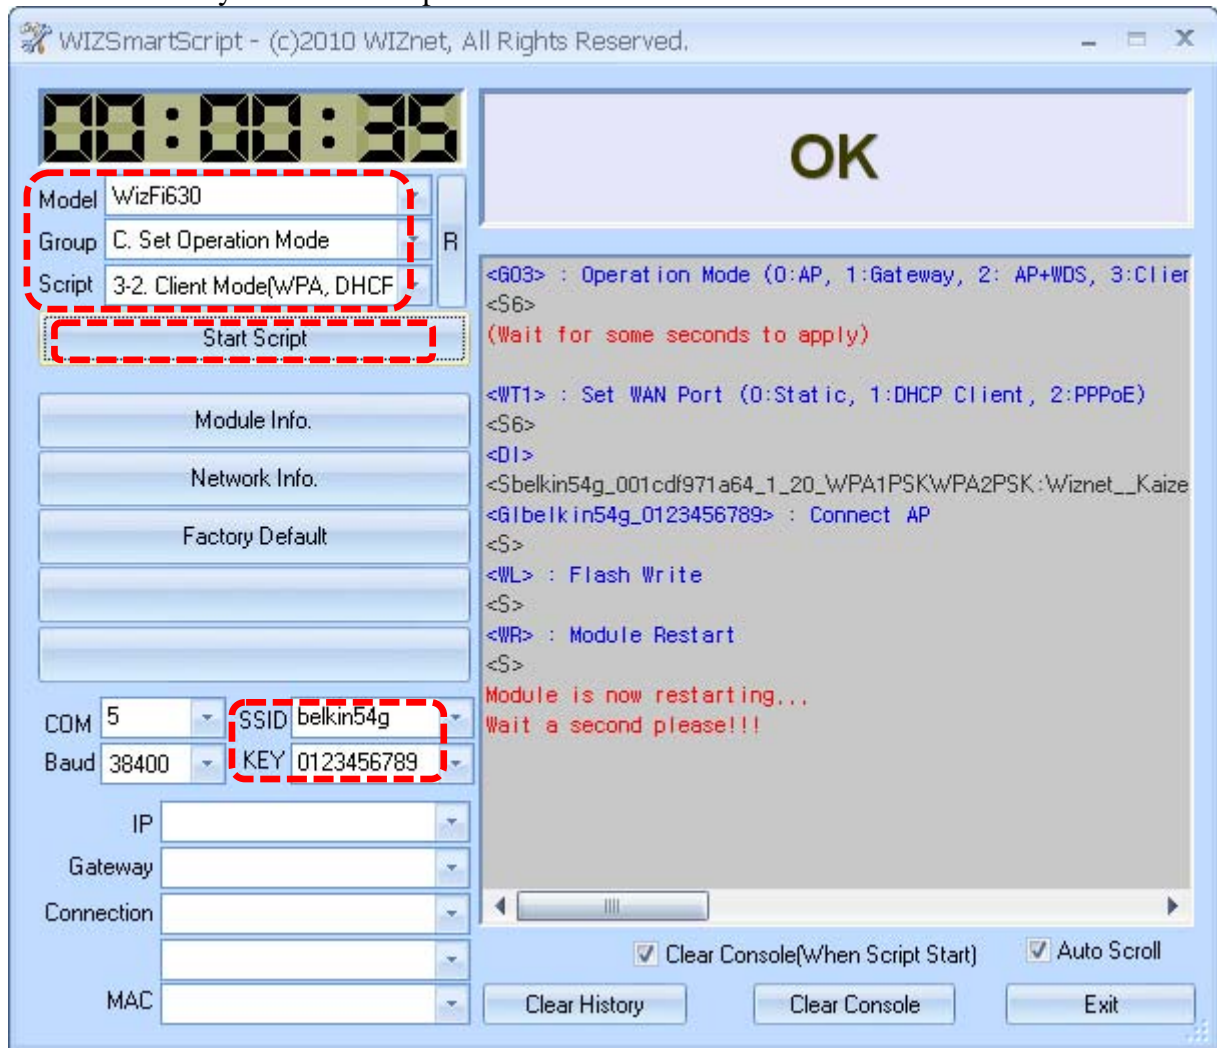 WIZSmartScript - (c)2010 WIZnet, All Rights Reserved.
00:00:35
OK
Model WizFi630
Group C. Set Operation Mode
R
Script 3-2. Client Mode(WPA, DHCF
Start Script
Module Info.
Network Info.
Factory Default
COM 5
SSID belkin54g
Baud 38400
KEY 0123456789
IP
Gateway
Connection
MAC
<G03> : Operation Mode (0:AP, 1:Gateway, 2: AP+WDS, 3:Clier
<S6>
(Wait for some seconds to apply)
<WT1> : Set WAN Port (0:Static, 1:DHCP Client, 2:PPPoE)
<S6>
<DI>
<Sbelkin54g_001cdf971a64_1_20_WPA1PSKWPA2PSK:Wiznet__Kaize
<GIbelkin54g_0123456789> : Connect AP
<S>
<WL> : Flash Write
<S>
<WR> : Module Restart
<S>
Module is now restarting...
Wait a second please!!!
Clear Console(When Script Start)
Auto Scroll
Clear History
Clear Console
Exit